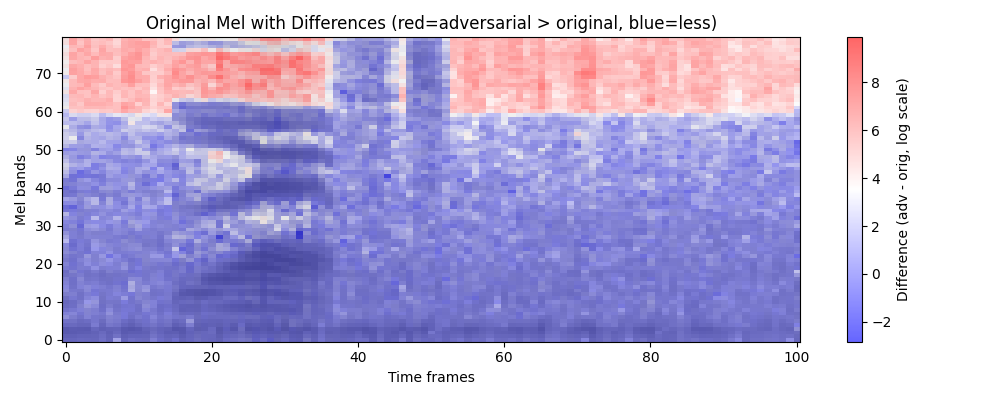 Original Mel with Differences (red=adversarial > original, blue=less)
Mel bands
70
60
50
40
30
20
10
0
0 20 40 60 80 100
Time frames
8
6
4
2
0
−2
Difference (adv - orig, log scale)